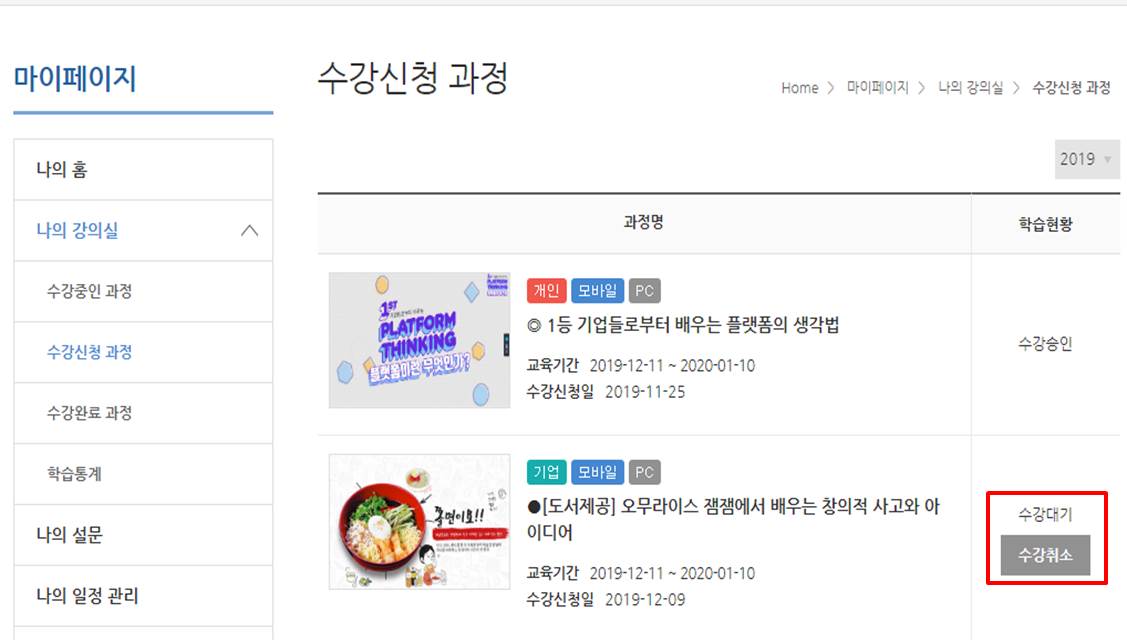 마이페이지
수강신청 과정
Home > 마이페이지 > 나의 강의실 > 수강신청 과정
2019
나의 홈
나의 강의실
수강중인 과정
수강신청 과정
수강완료 과정
학습통계
나의 설문
나의 일정 관리
과정명 학습현황
1ST
PLATFORM
THINKING
플랫폼이란 무엇인가?
개인 모바일 PC
◎ 1등 기업들로부터 배우는 플랫폼의 생각법
교육기간 2019-12-11 ~ 2020-01-10
수강신청일 2019-11-25
수강승인
쫄면이요!!
기업 모바일 PC
●[도서제공] 오무라이스 잼잼에서 배우는 창의적 사고와 아
이디어
교육기간 2019-12-11 ~ 2020-01-10
수강신청일 2019-12-09
수강대기
수강취소